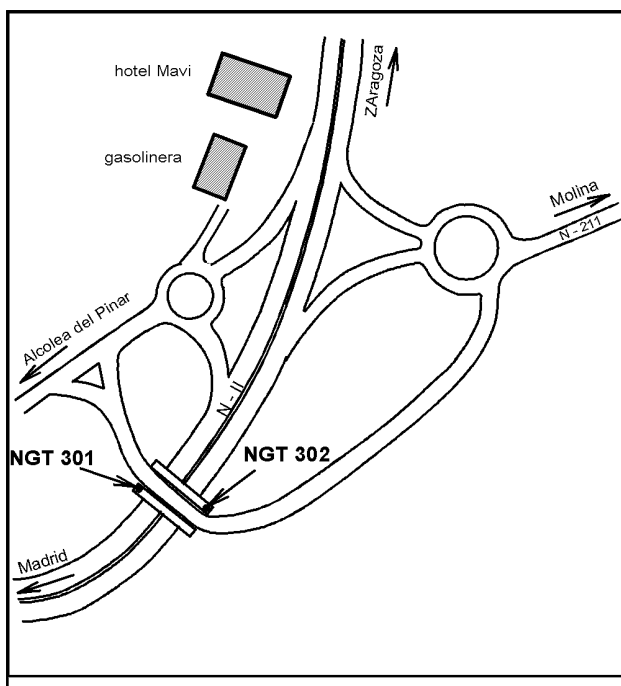 hotel Mavi
gasolinera
ZAragoza
Molina
N - 211
Alcolea del Pinar
N - II
NGT 301
NGT 302
Madrid